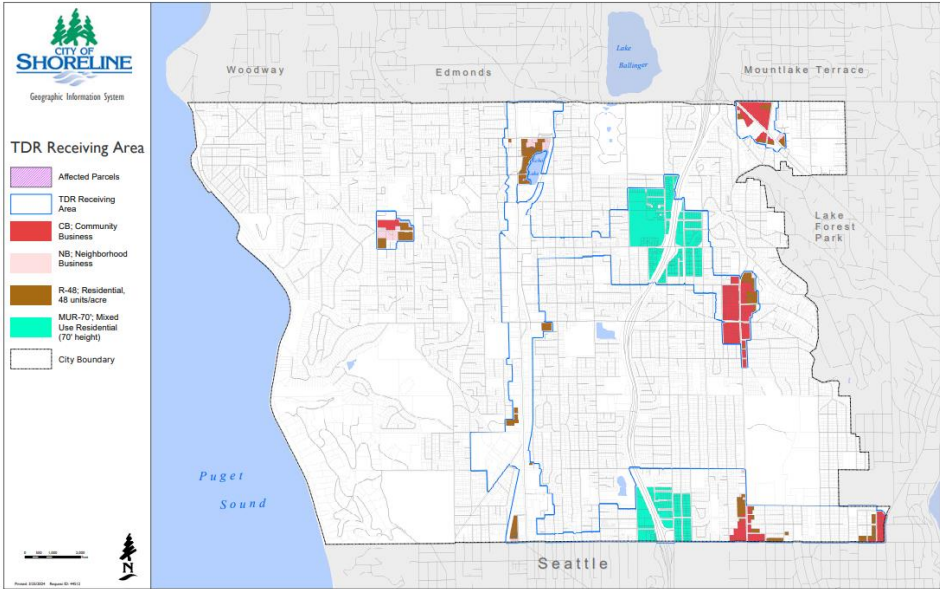 CITY OF
SHORELINE
Geographic Information System
TDR Receiving Area
Affected Parcels
TDR Receiving
Area
CB; Community
Business
NB; Neighborhood
Business
R-48; Residential,
48 units/acre
MUR-70'; Mixed
Use Residential
(70' height)
City Boundary
N
Woodway
Edmonds
Lake
Ballinger
Mountlake Terrace
Echo
Lake
Lake
Forest
Park
Puget
Sound
Seattle